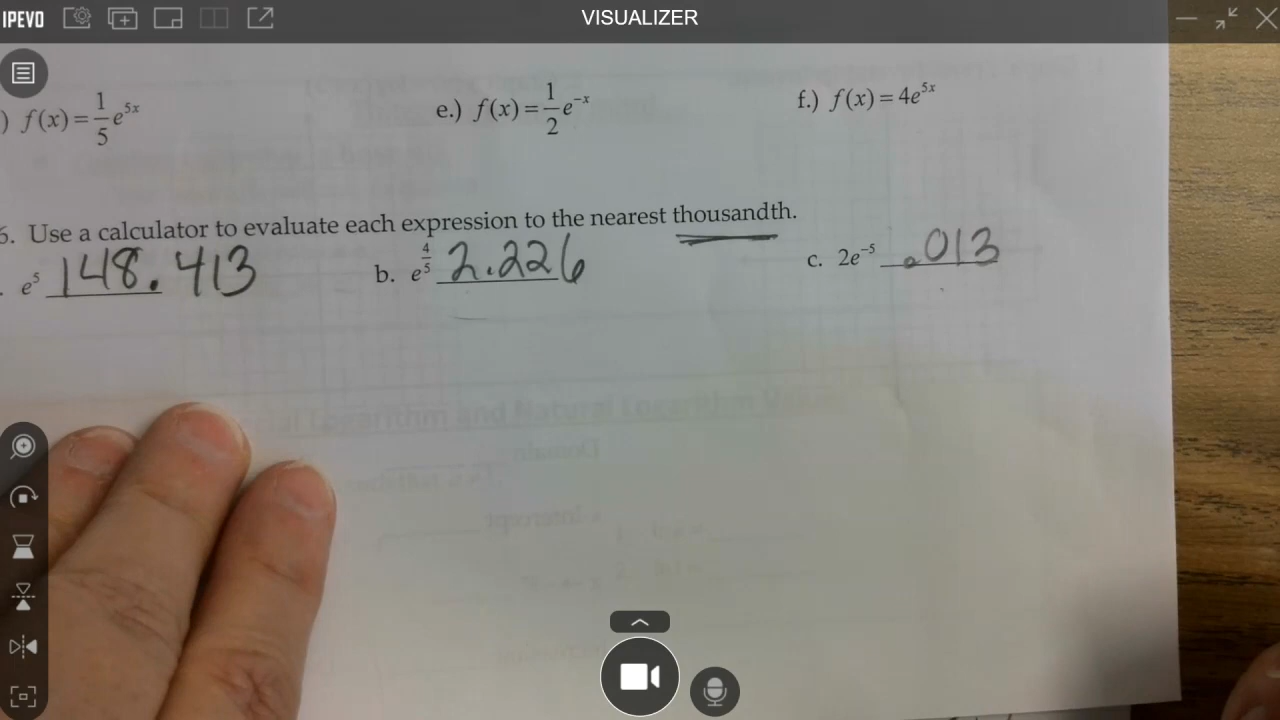 IPEVO VISUALIZER
) f(x) = 1/5 e^{5x} e.) f(x) = 1/2 e^{-x} f.) f(x) = 4e^{5x}
6. Use a calculator to evaluate each expression to the nearest thousandth.
. e^5 148.413 b. e^{4/5} 2.226 c. 2e^{-5} .013